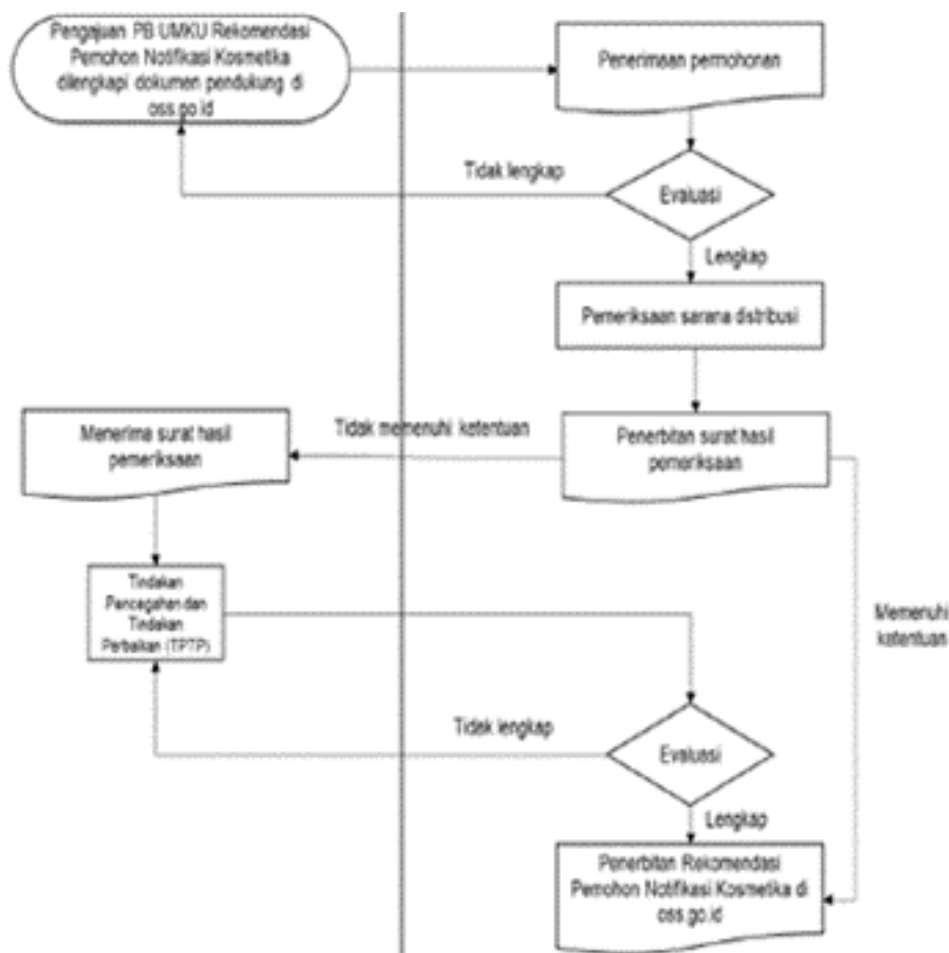 Pengajuan PB UMKU Rekomendasi
Pemohon Notifikasi Kosmetika
dilengkapi dokumen pendukung di
oss.go.id
Penerimaan permohonan
Tidak lengkap
Evaluasi
Lengkap
Pemeriksaan sarana distribusi
Menerima surat hasil
pemeriksaan
Tidak memenuhi ketentuan
Penerbitan surat hasil
pemeriksaan
Tindakan
Pencegahan dan
Tindakan
Perbaikan (TPTP)
Memenuhi
ketentuan
Tidak lengkap
Evaluasi
Lengkap
Penerbitan Rekomendasi
Pemohon Notifikasi Kosmetika di
oss.go.id